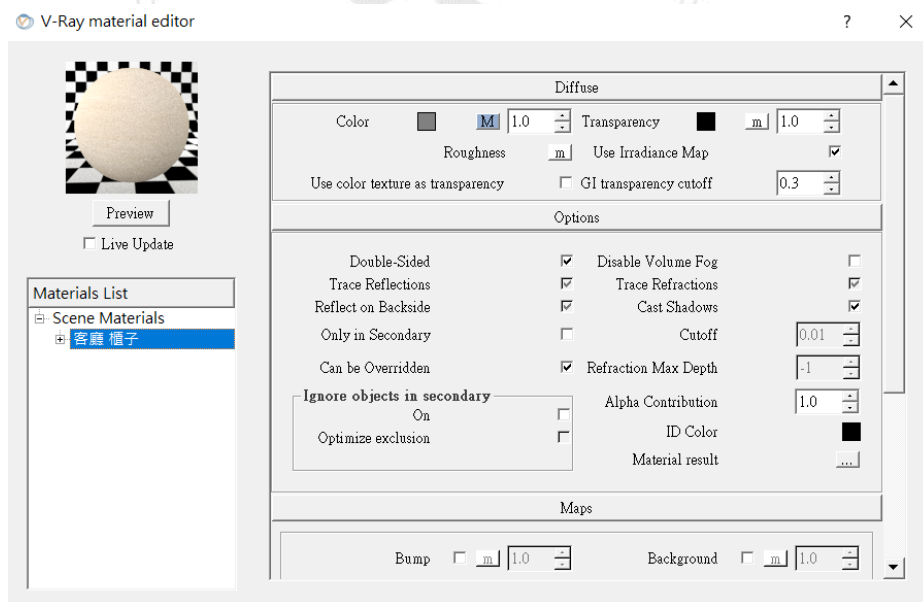 V-Ray material editor ? ×
Diffuse
Color M 1.0 Transparency m 1.0
Roughness m Use Irradiance Map
Use color texture as transparency GI transparency cutoff 0.3
Preview
Live Update
Options
Double-Sided Disable Volume Fog
Trace Reflections Trace Refractions
Reflect on Backside Cast Shadows
Only in Secondary Cutoff 0.01
Can be Overridden Refraction Max Depth -1
Ignore objects in secondary Alpha Contribution 1.0
On
ID Color
Optimize exclusion
Material result ...
Materials List
Scene Materials
客廳 櫃子
Maps
Bump m 1.0 Background m 1.0